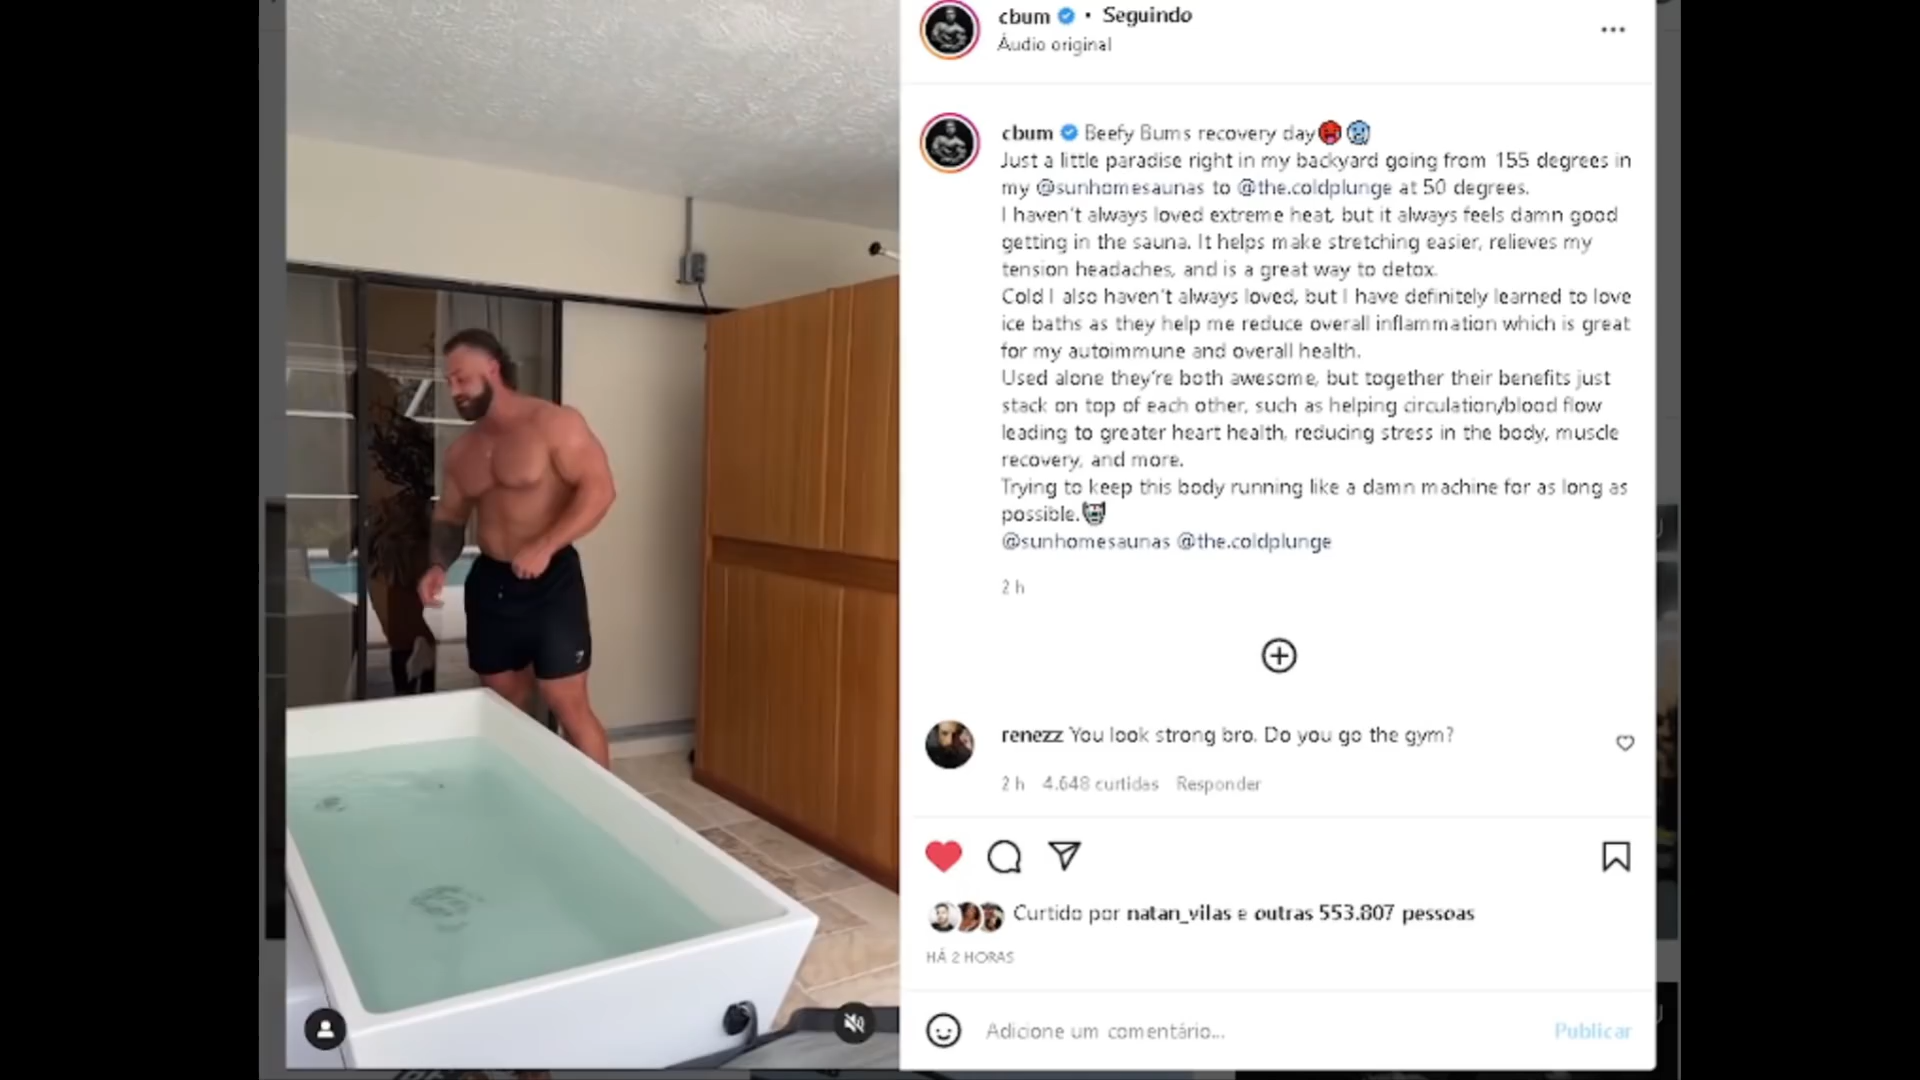 cbum • Seguindo
Áudio original
cbum Beefy Bums recovery day🥵🥶
Just a little paradise right in my backyard going from 155 degrees in
my @sunhomesaunas to @the.coldplunge at 50 degrees.
I haven't always loved extreme heat, but it always feels damn good
getting in the sauna. It helps make stretching easier, relieves my
tension headaches, and is a great way to detox.
Cold I also haven't always loved, but I have definitely learned to love
ice baths as they help me reduce overall inflammation which is great
for my autoimmune and overall health.
Used alone they're both awesome, but together their benefits just
stack on top of each other, such as helping circulation/blood flow
leading to greater heart health, reducing stress in the body, muscle
recovery, and more.
Trying to keep this body running like a damn machine for as long as
possible.🤖
@sunhomesaunas @the.coldplunge
2 h
renezz You look strong bro. Do you go the gym?
2 h 4.648 curtidas Responder
Curtido por natan_vilas e outras 553.807 pessoas
HÁ 2 HORAS
Adicione um comentário...
Publicar